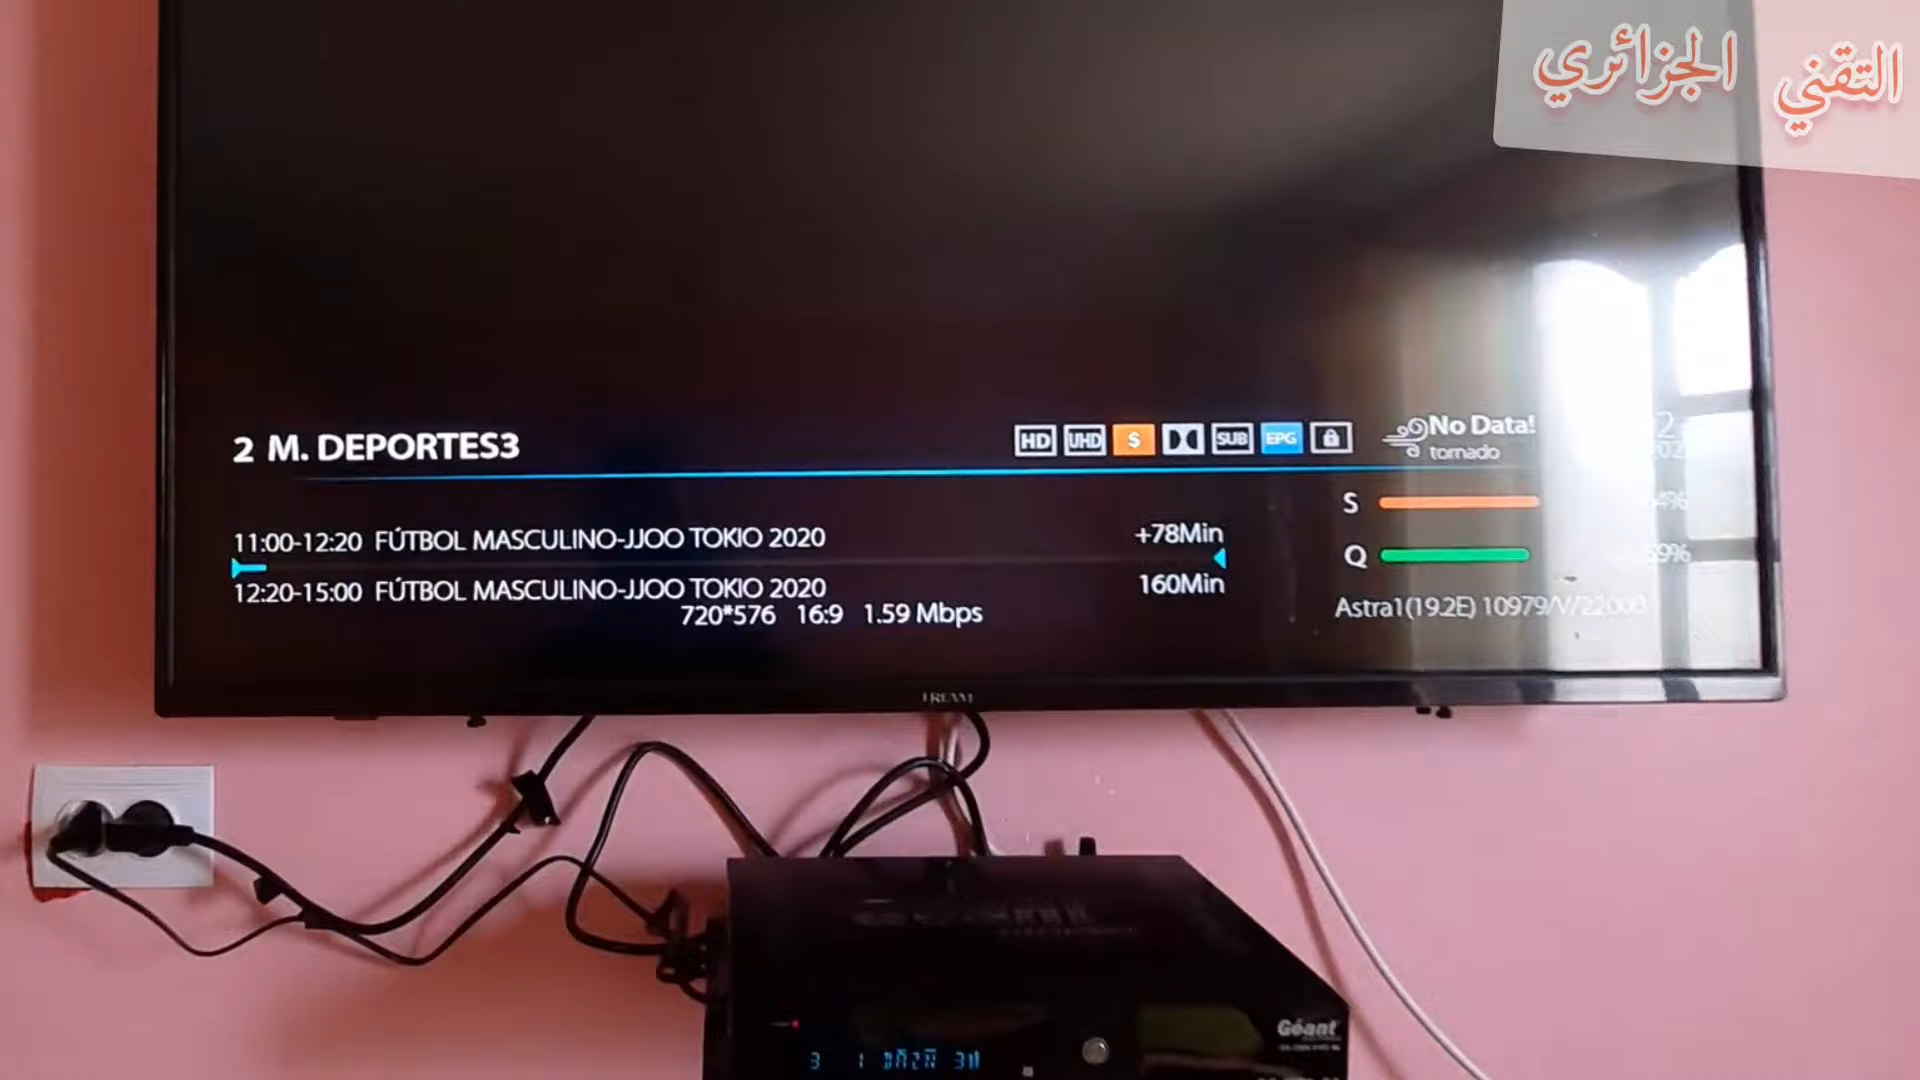 التقني الجزائري
2 M. DEPORTES3
HD UHD $ SUB EPG
No Data!
tornado
S
11:00-12:20 FÚTBOL MASCULINO-JJOO TOKIO 2020 +78Min
Q 59%
12:20-15:00 FÚTBOL MASCULINO-JJOO TOKIO 2020 160Min
720*576 16:9 1.59 Mbps
Astra1(19.2E) 10979/V/22000
Géant